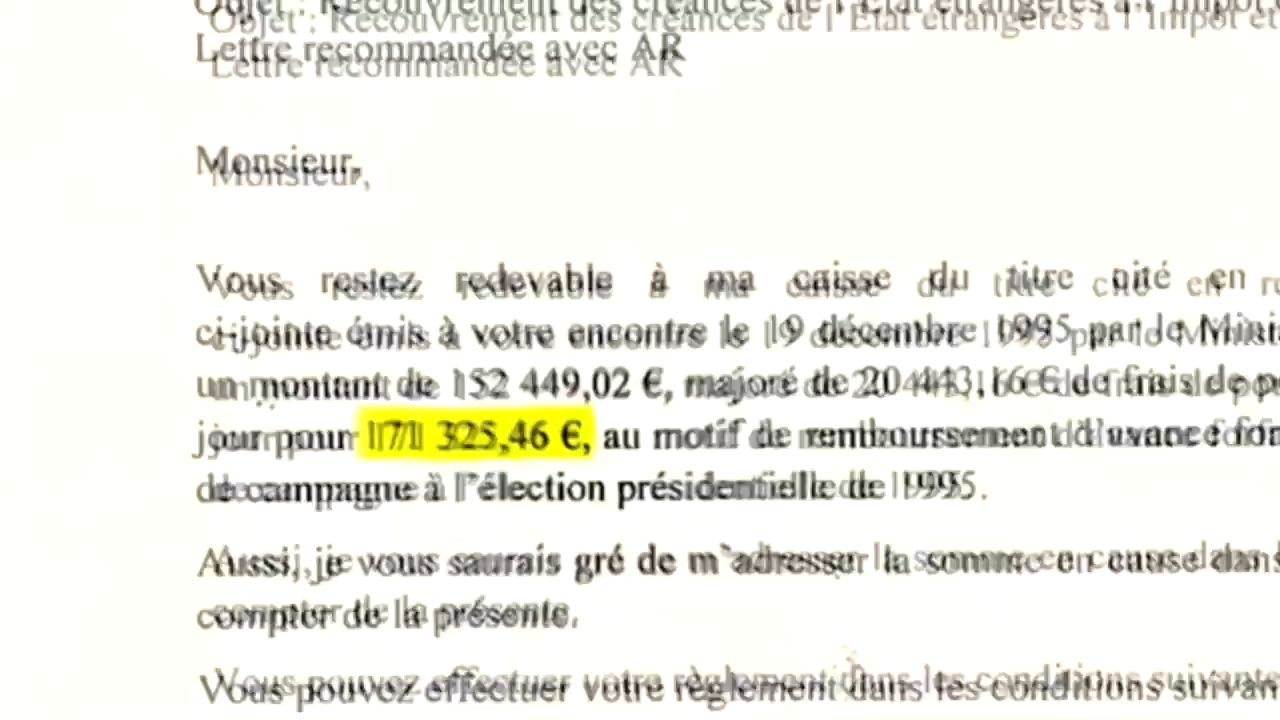 Objet : Recouvrement des créances de l'Etat étrangères à l'impôt et
Lettre recommandée avec AR
Monsieur,
Vous restez redevable à ma caisse du titre cité en
ci-jointe émis à votre encontre le 19 décembre 1995 par le
un montant de 152 449,02 €, majoré de 20 443,16 € de frais de
jour pour 171 325,46 €, au motif de remboursement d'avance
de campagne à l'élection présidentielle de 1995.
Aussi, je vous saurais gré de m'adresser la somme en cause dans
compter de la présente.
Vous pouvez effectuer votre règlement dans les conditions